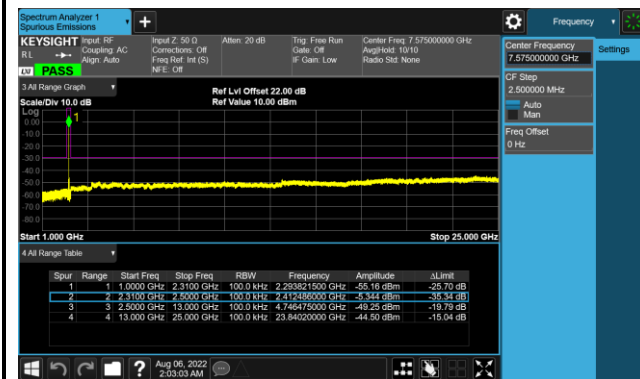 Spectrum Analyzer 1
Spurious Emissions
+
Frequency
KEYSIGHT Input: RF Input Z: 50 Ω Atten: 20 dB Trig: Free Run Center Freq: 7.575000000 GHz
RL Coupling: AC Corrections: Off Gate: Off Avg|Hold: 10/10
Align: Auto Freq Ref: Int (S) IF Gain: Low Radio Std: None
NFE: Off
LXI PASS
Center Frequency
7.575000000 GHz
Settings
CF Step
2.500000 MHz
Auto
Man
Freq Offset
0 Hz
3 All Range Graph
Ref Lvl Offset 22.00 dB
Scale/Div 10.0 dB Ref Value 10.00 dBm
Log
0.00
1
-10.0
-20.0
-30.0
-40.0
-50.0
-60.0
-70.0
-80.0
Start 1.000 GHz Stop 25.000 GHz
4 All Range Table
Spur Range Start Freq Stop Freq RBW Frequency Amplitude ΔLimit
1 1 1.0000 GHz 2.3100 GHz 100.0 kHz 2.293821500 GHz -55.16 dBm -25.70 dB
2 2 2.3100 GHz 2.5000 GHz 100.0 kHz 2.412486000 GHz -5.344 dBm -35.34 dB
3 3 2.5000 GHz 13.000 GHz 100.0 kHz 4.746475000 GHz -49.25 dBm -19.79 dB
4 4 13.000 GHz 25.000 GHz 100.0 kHz 23.84020000 GHz -44.50 dBm -15.04 dB
?
Aug 06, 2022
2:03:03 AM